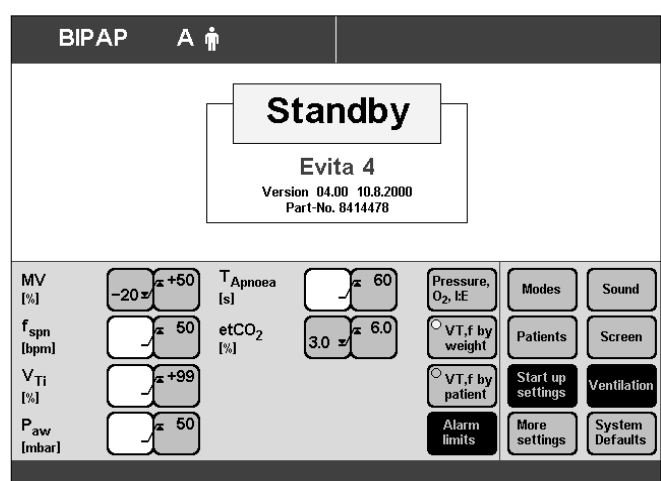 BIPAP A
Standby
Evita 4
Version 04.00 10.8.2000
Part-No. 8414478
MV
[%]
-20 +50
TApnoea
[s]
60
Pressure,
O2, I:E
Modes
Sound
fspn
[bpm]
50
etCO2
[%]
3.0 6.0
VT,f by
weight
Patients
Screen
VTi
[%]
+99
VT,f by
patient
Start up
settings
Ventilation
Paw
[mbar]
50
Alarm
limits
More
settings
System
Defaults